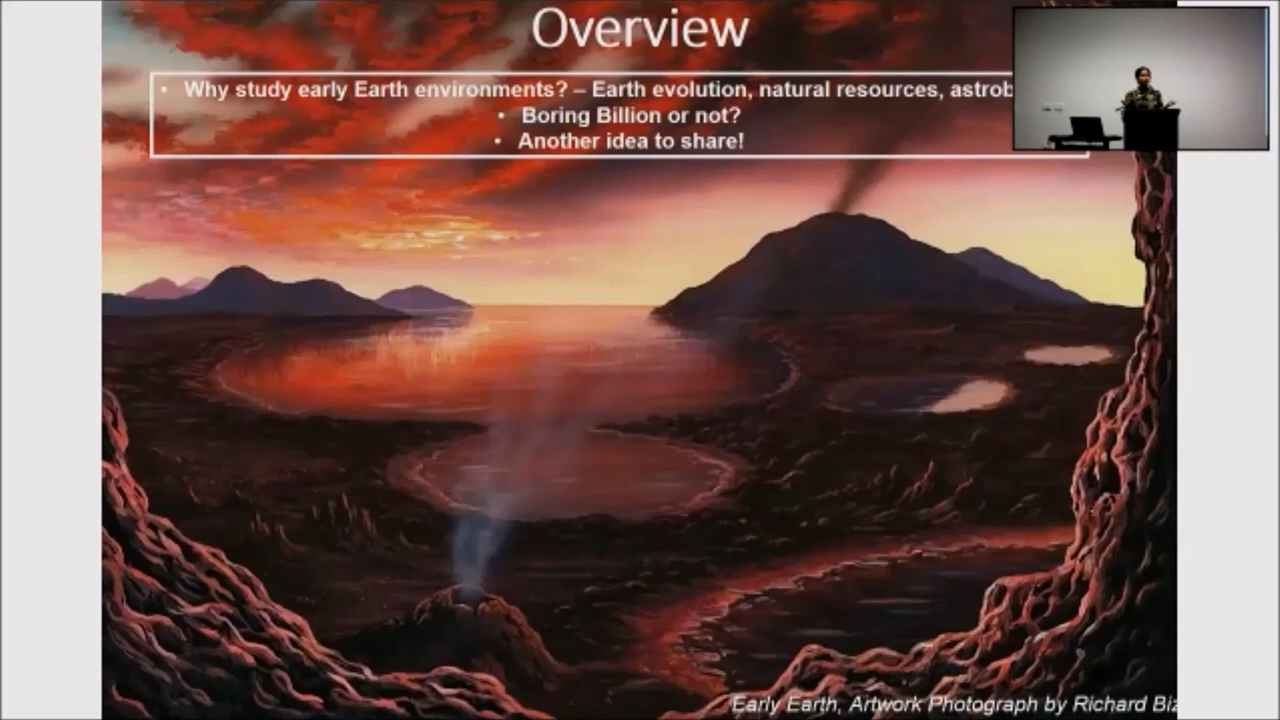 Overview
• Why study early Earth environments? – Earth evolution, natural resources, astrob
• Boring Billion or not?
• Another idea to share!
Early Earth, Artwork Photograph by Richard Biz